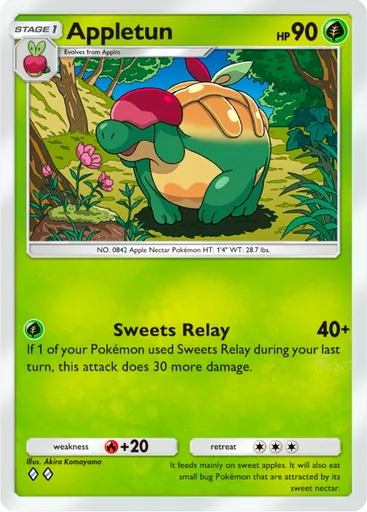 STAGE 1
Appletun
HP 90
Evolves from Applin
NO. 0842 Apple Nectar Pokémon HT: 1'4" WT: 28.7 lbs.
Sweets Relay 40+
If 1 of your Pokémon used Sweets Relay during your last
turn, this attack does 30 more damage.
weakness +20
retreat
Illus. Akira Komayama
It feeds mainly on sweet apples. It will also eat
small bug Pokémon that are attracted by its
sweet nectar.